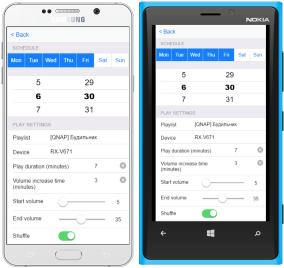 SAMSUNG
< Back
SCHEDULE
Mon Tue Wed Thu Fri Sat Sun
5 29
6 30
7 31
PLAY SETTINGS
Playlist [QNAP] Будильник
Device RX-V671
Play duration (minutes) 7
Volume increase time (minutes) 3
Start volume 5
End volume 35
Shuffle
NOKIA
< Back
SCHEDULE
Mon Tue Wed Thu Fri Sat Sun
5 29
6 30
7 31
PLAY SETTINGS
Playlist [QNAP] Будильник
Device RX-V671
Play duration (minutes) 7
Volume increase time
(minutes) 3
Start volume 5
End volume 35
Shuffle